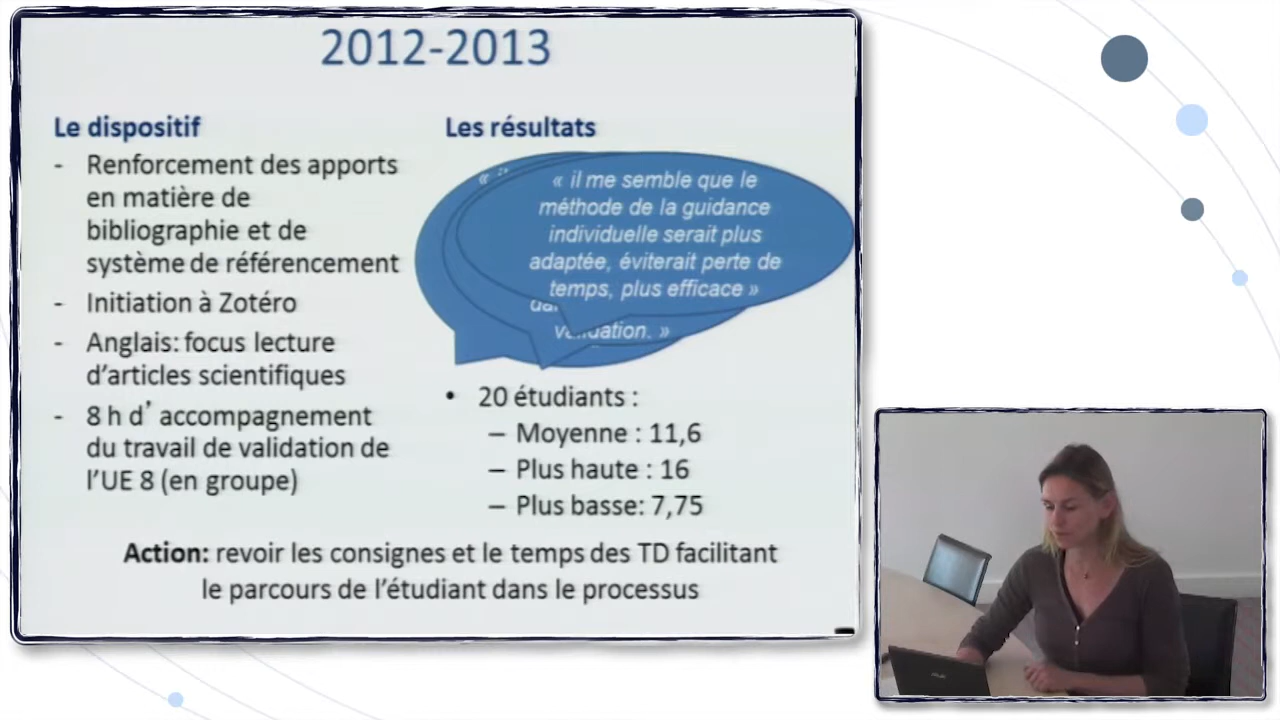 2012-2013
Le dispositif
- Renforcement des apports
en matière de
bibliographie et de
système de référencement
- Initiation à Zotéro
- Anglais: focus lecture
d’articles scientifiques
- 8 h d’ accompagnement
du travail de validation de
l’UE 8 (en groupe)
Les résultats
« il me semble que le
méthode de la guidance
individuelle serait plus
adaptée, éviterait perte de
temps, plus efficace »
• 20 étudiants :
– Moyenne : 11,6
– Plus haute : 16
– Plus basse: 7,75
Action: revoir les consignes et le temps des TD facilitant
le parcours de l’étudiant dans le processus